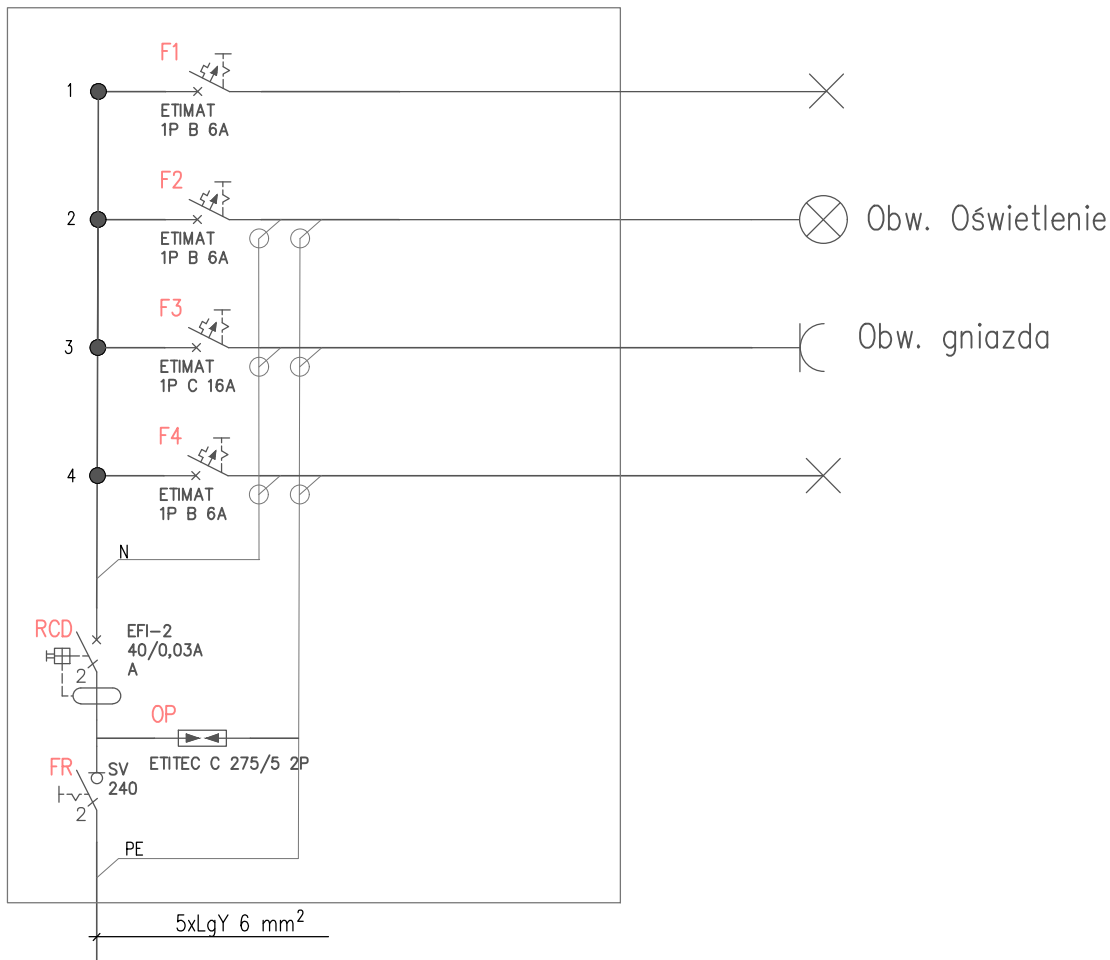 F1
1
ETIMAT
1P B 6A
F2
2
Obw. Oświetlenie
ETIMAT
1P B 6A
F3
3
Obw. gniazda
ETIMAT
1P C 16A
F4
4
ETIMAT
1P B 6A
N
RCD
EFI-2
40/0,03A
A
2
OP
ETITEC C 275/5 2P
FR
SV
240
2
PE
5xLgY 6 mm²